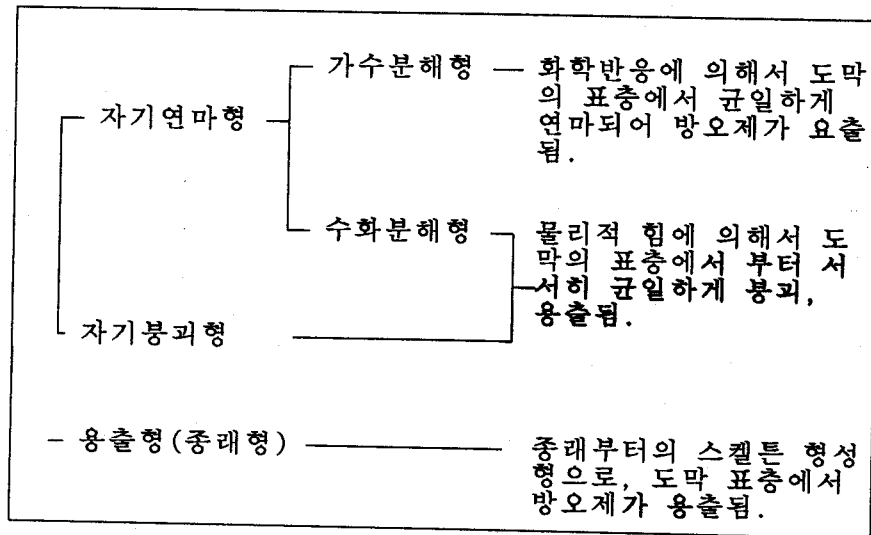 가수분해형 — 화학반응에 의해서 도막
의 표층에서 균일하게
자기연마형
연마되어 방오제가 요출
됨.
수화분해형
물리적 힘에 의해서 도
막의 표층에서 부터 서
서히 균일하게 붕괴,
용출됨.
자기붕괴형
- 용출형(종래형)
종래부터의 스켈튼 형성
형으로, 도막 표층에서
방오제가 용출됨.